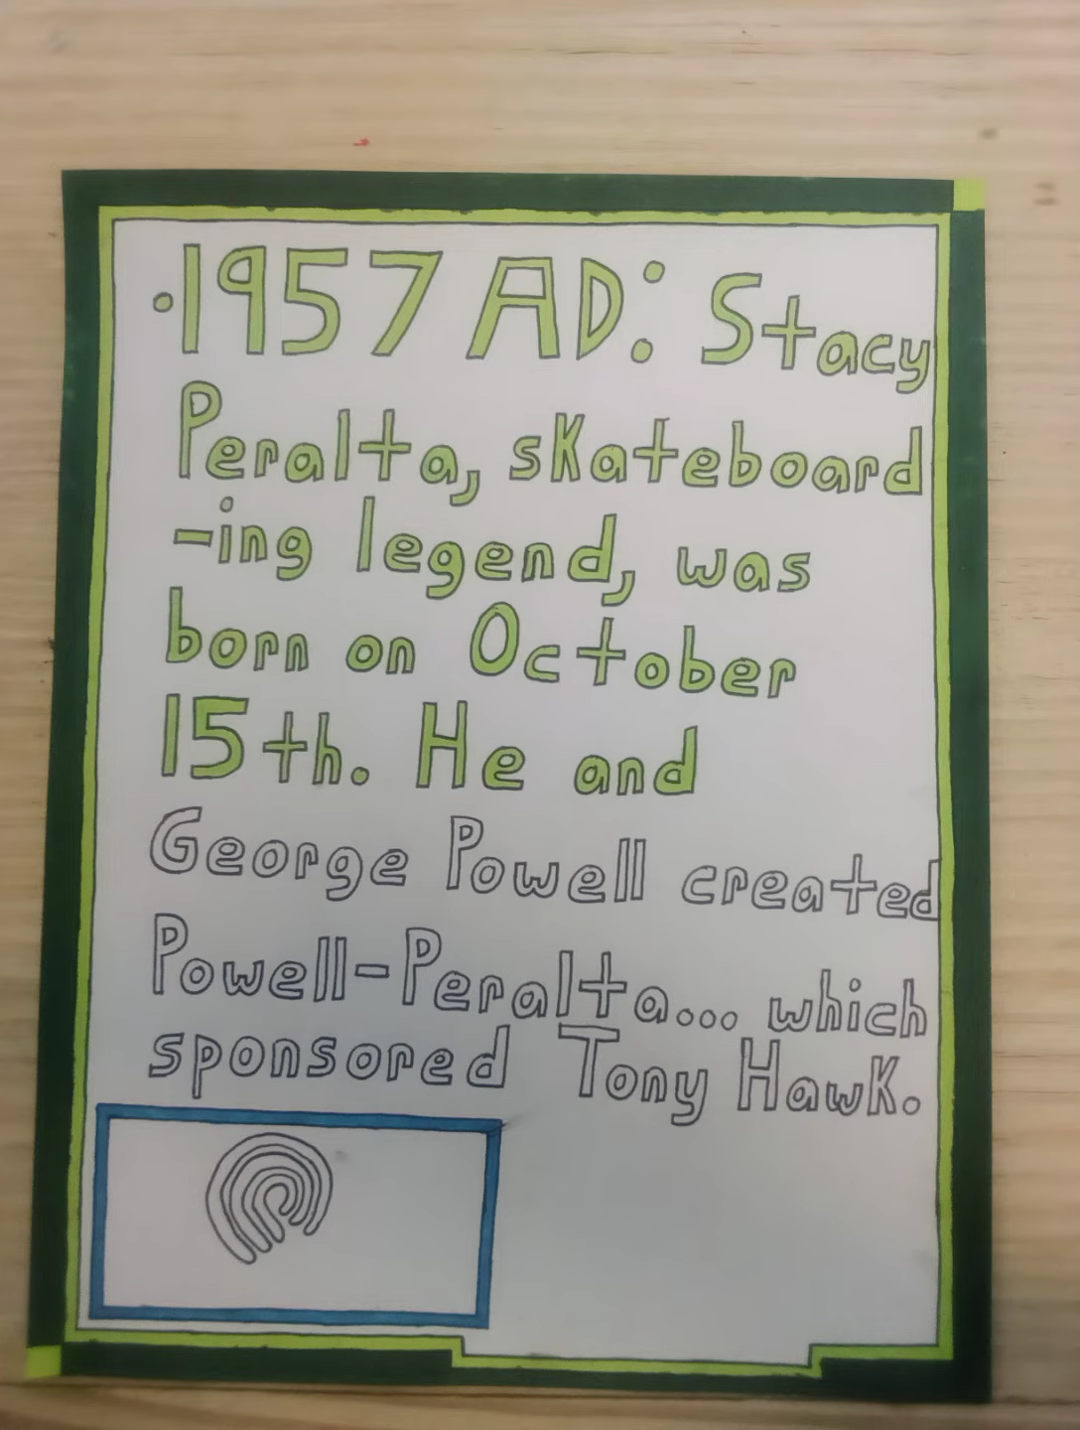 ·1957 AD: Stacy
Peralta, skateboard
-ing legend, was
born on October
15th. He and
George Powell created
Powell-Peralta... which
sponsored Tony Hawk.